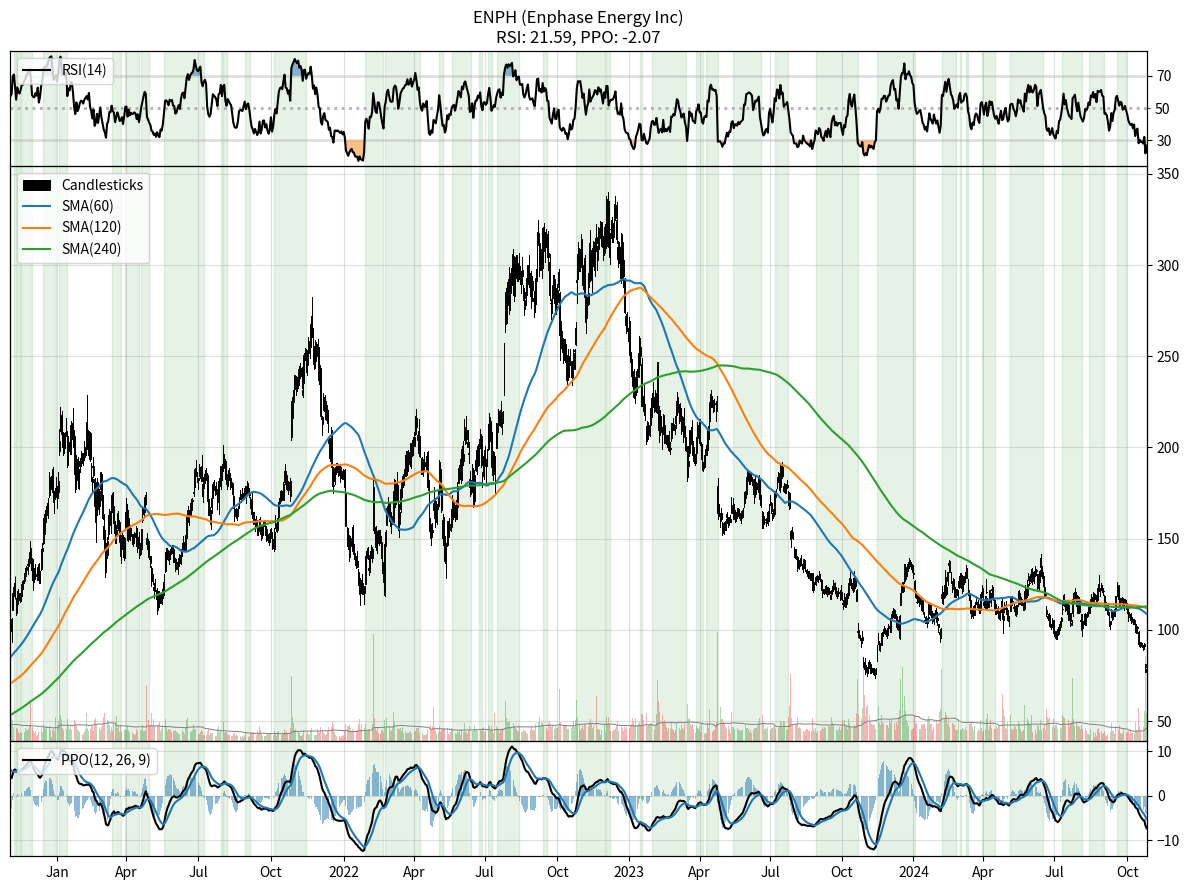 ENPH (Enphase Energy Inc)
RSI: 21.59, PPO: -2.07
RSI(14)
70
50
30
Candlesticks
SMA(60)
SMA(120)
SMA(240)
350
300
250
200
150
100
50
PPO(12, 26, 9)
10
0
−10
Jan Apr Jul Oct 2022 Apr Jul Oct 2023 Apr Jul Oct 2024 Apr Jul Oct